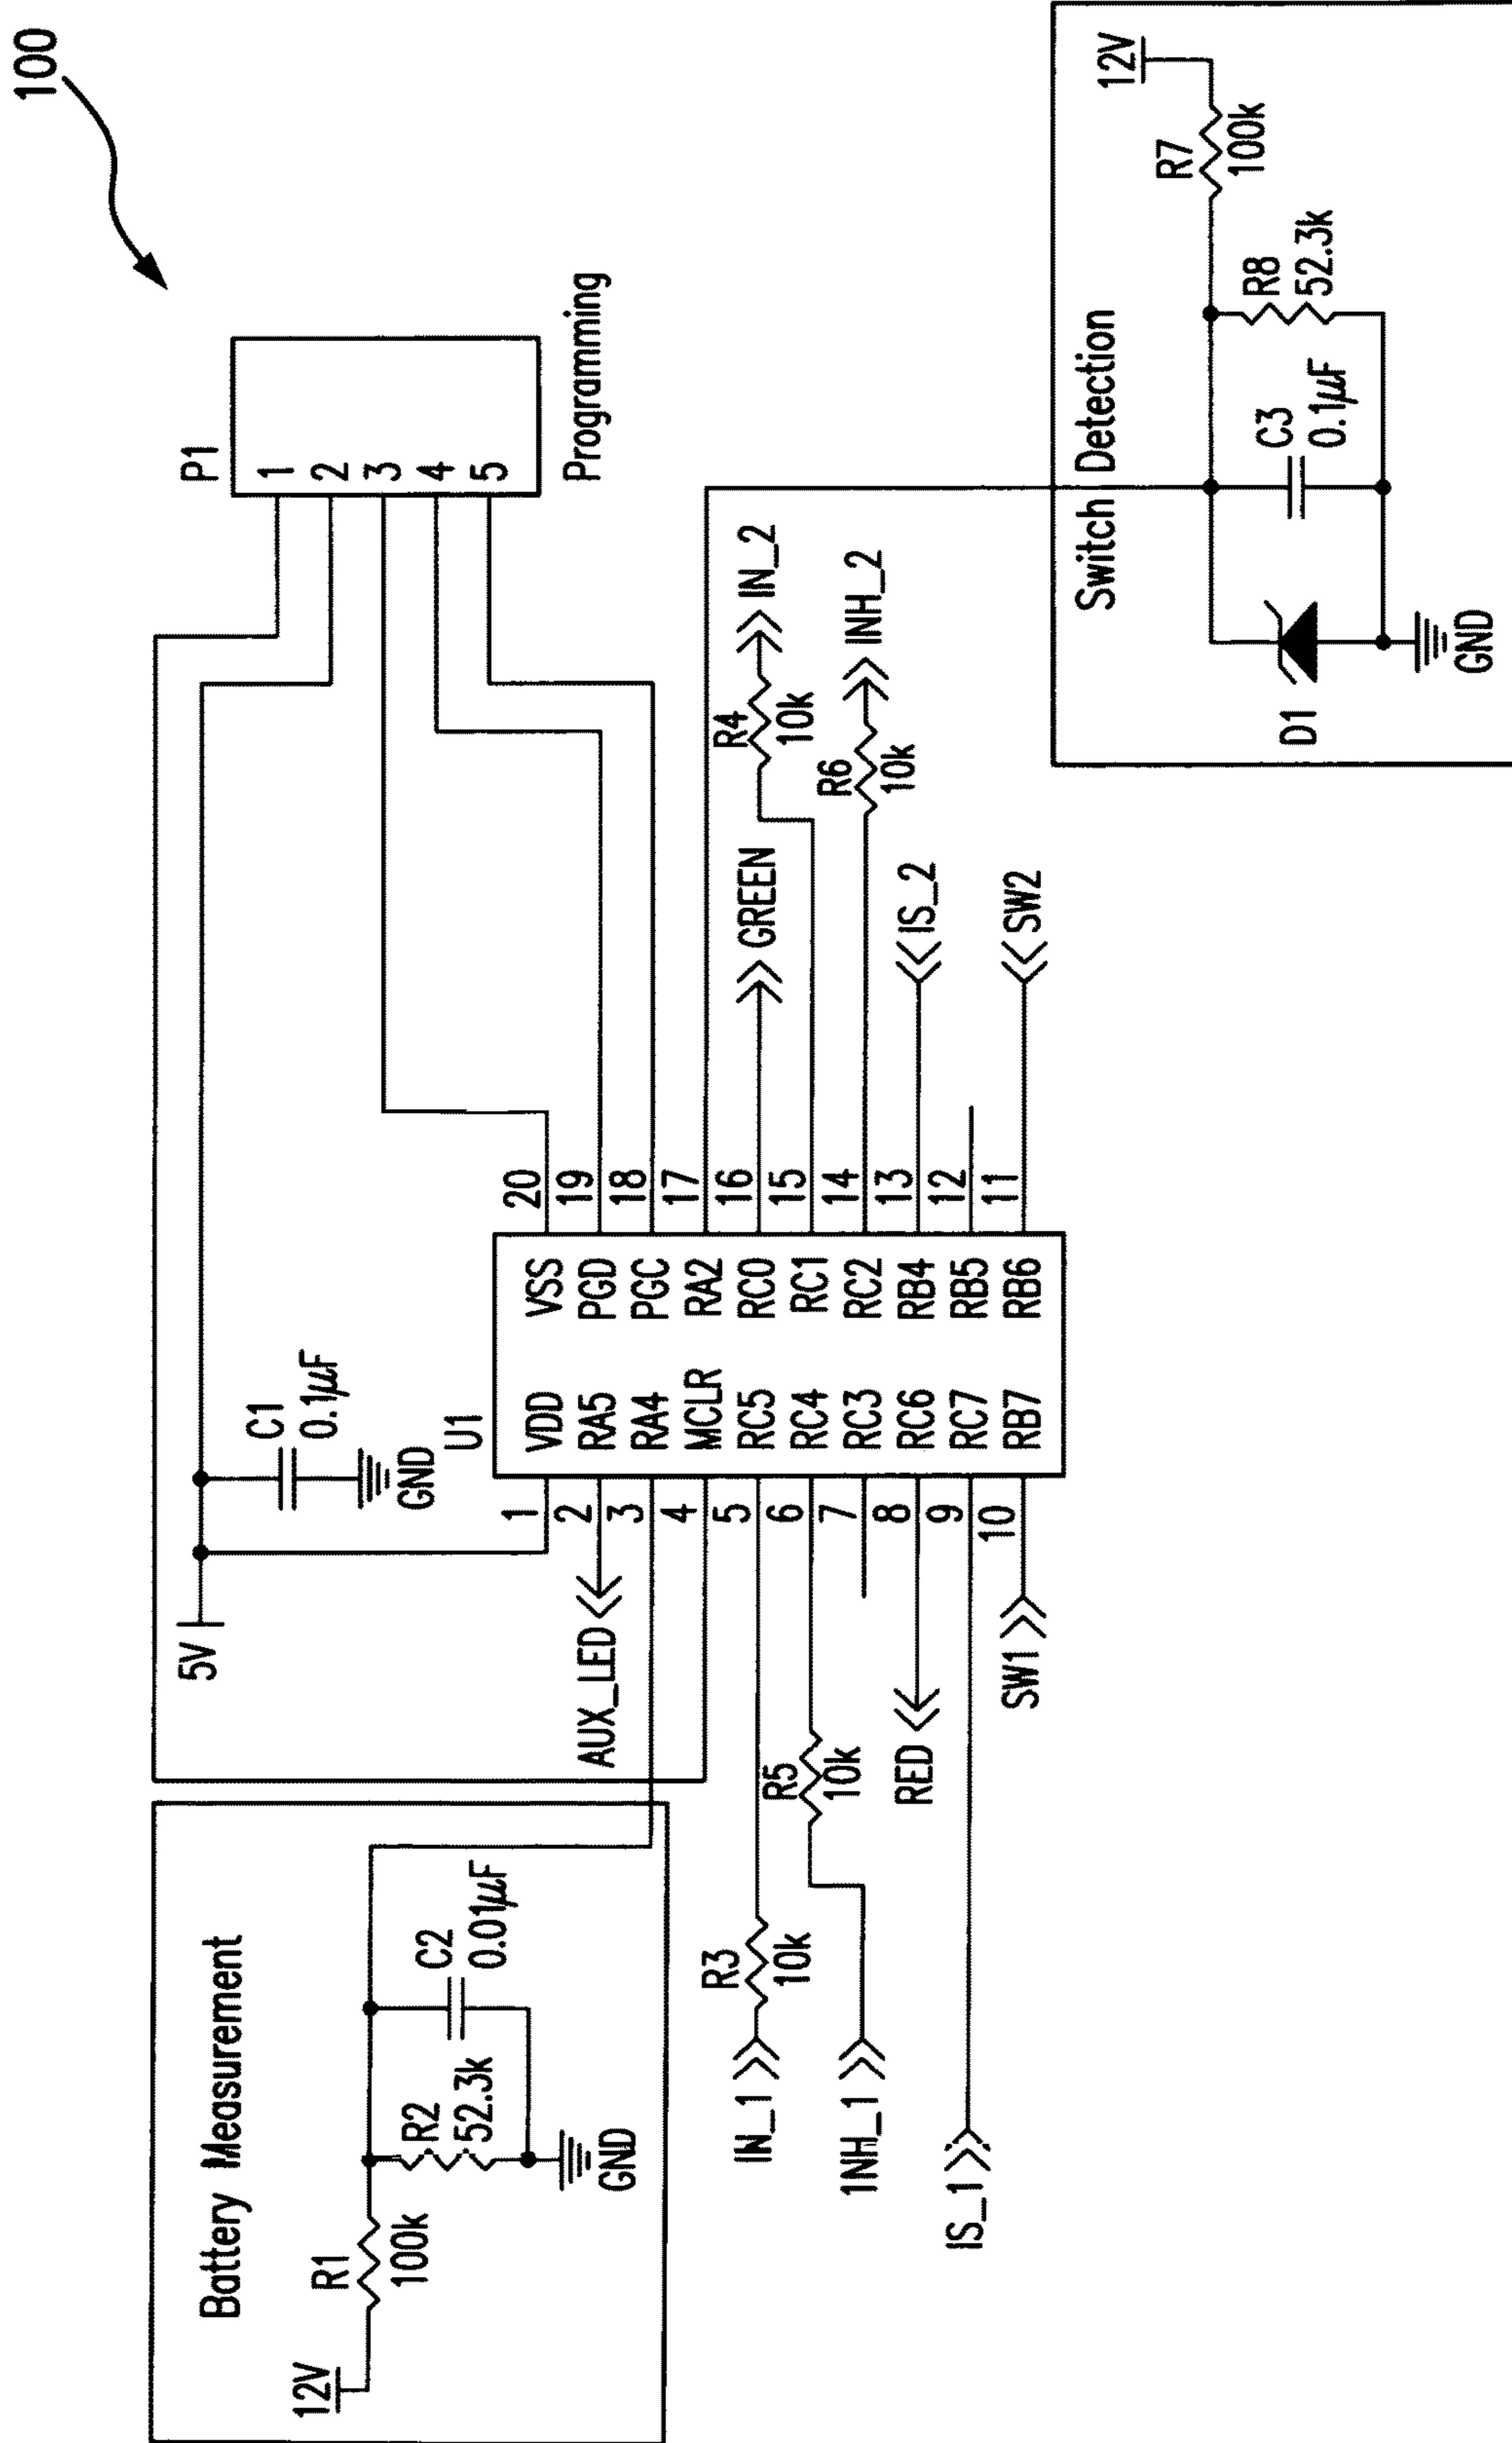 100
Battery Measurement
12V
R1
100k
R2
52.3k
C2
0.01µF
GND
5V
C1
0.1µF
GND
P1
1
2
3
4
5
Programming
U1
1 VDD VSS 20
2 RA5 PGD 19
3 RA4 PGC 18
4 MCLR RA2 17
5 RC5 RC0 16
6 RC4 RC1 15
7 RC3 RC2 14
8 RC6 RB4 13
9 RC7 RB5 12
10 RB7 RB6 11
AUX_LED
IN_1
R3
10k
1NH_1
R5
10k
RED
IS_1
SW1
GREEN
R4
10k
IN_2
R6
10k
INH_2
IS_2
SW2
Switch Detection
12V
R7
100k
R8
52.3k
C3
0.1µF
D1
GND